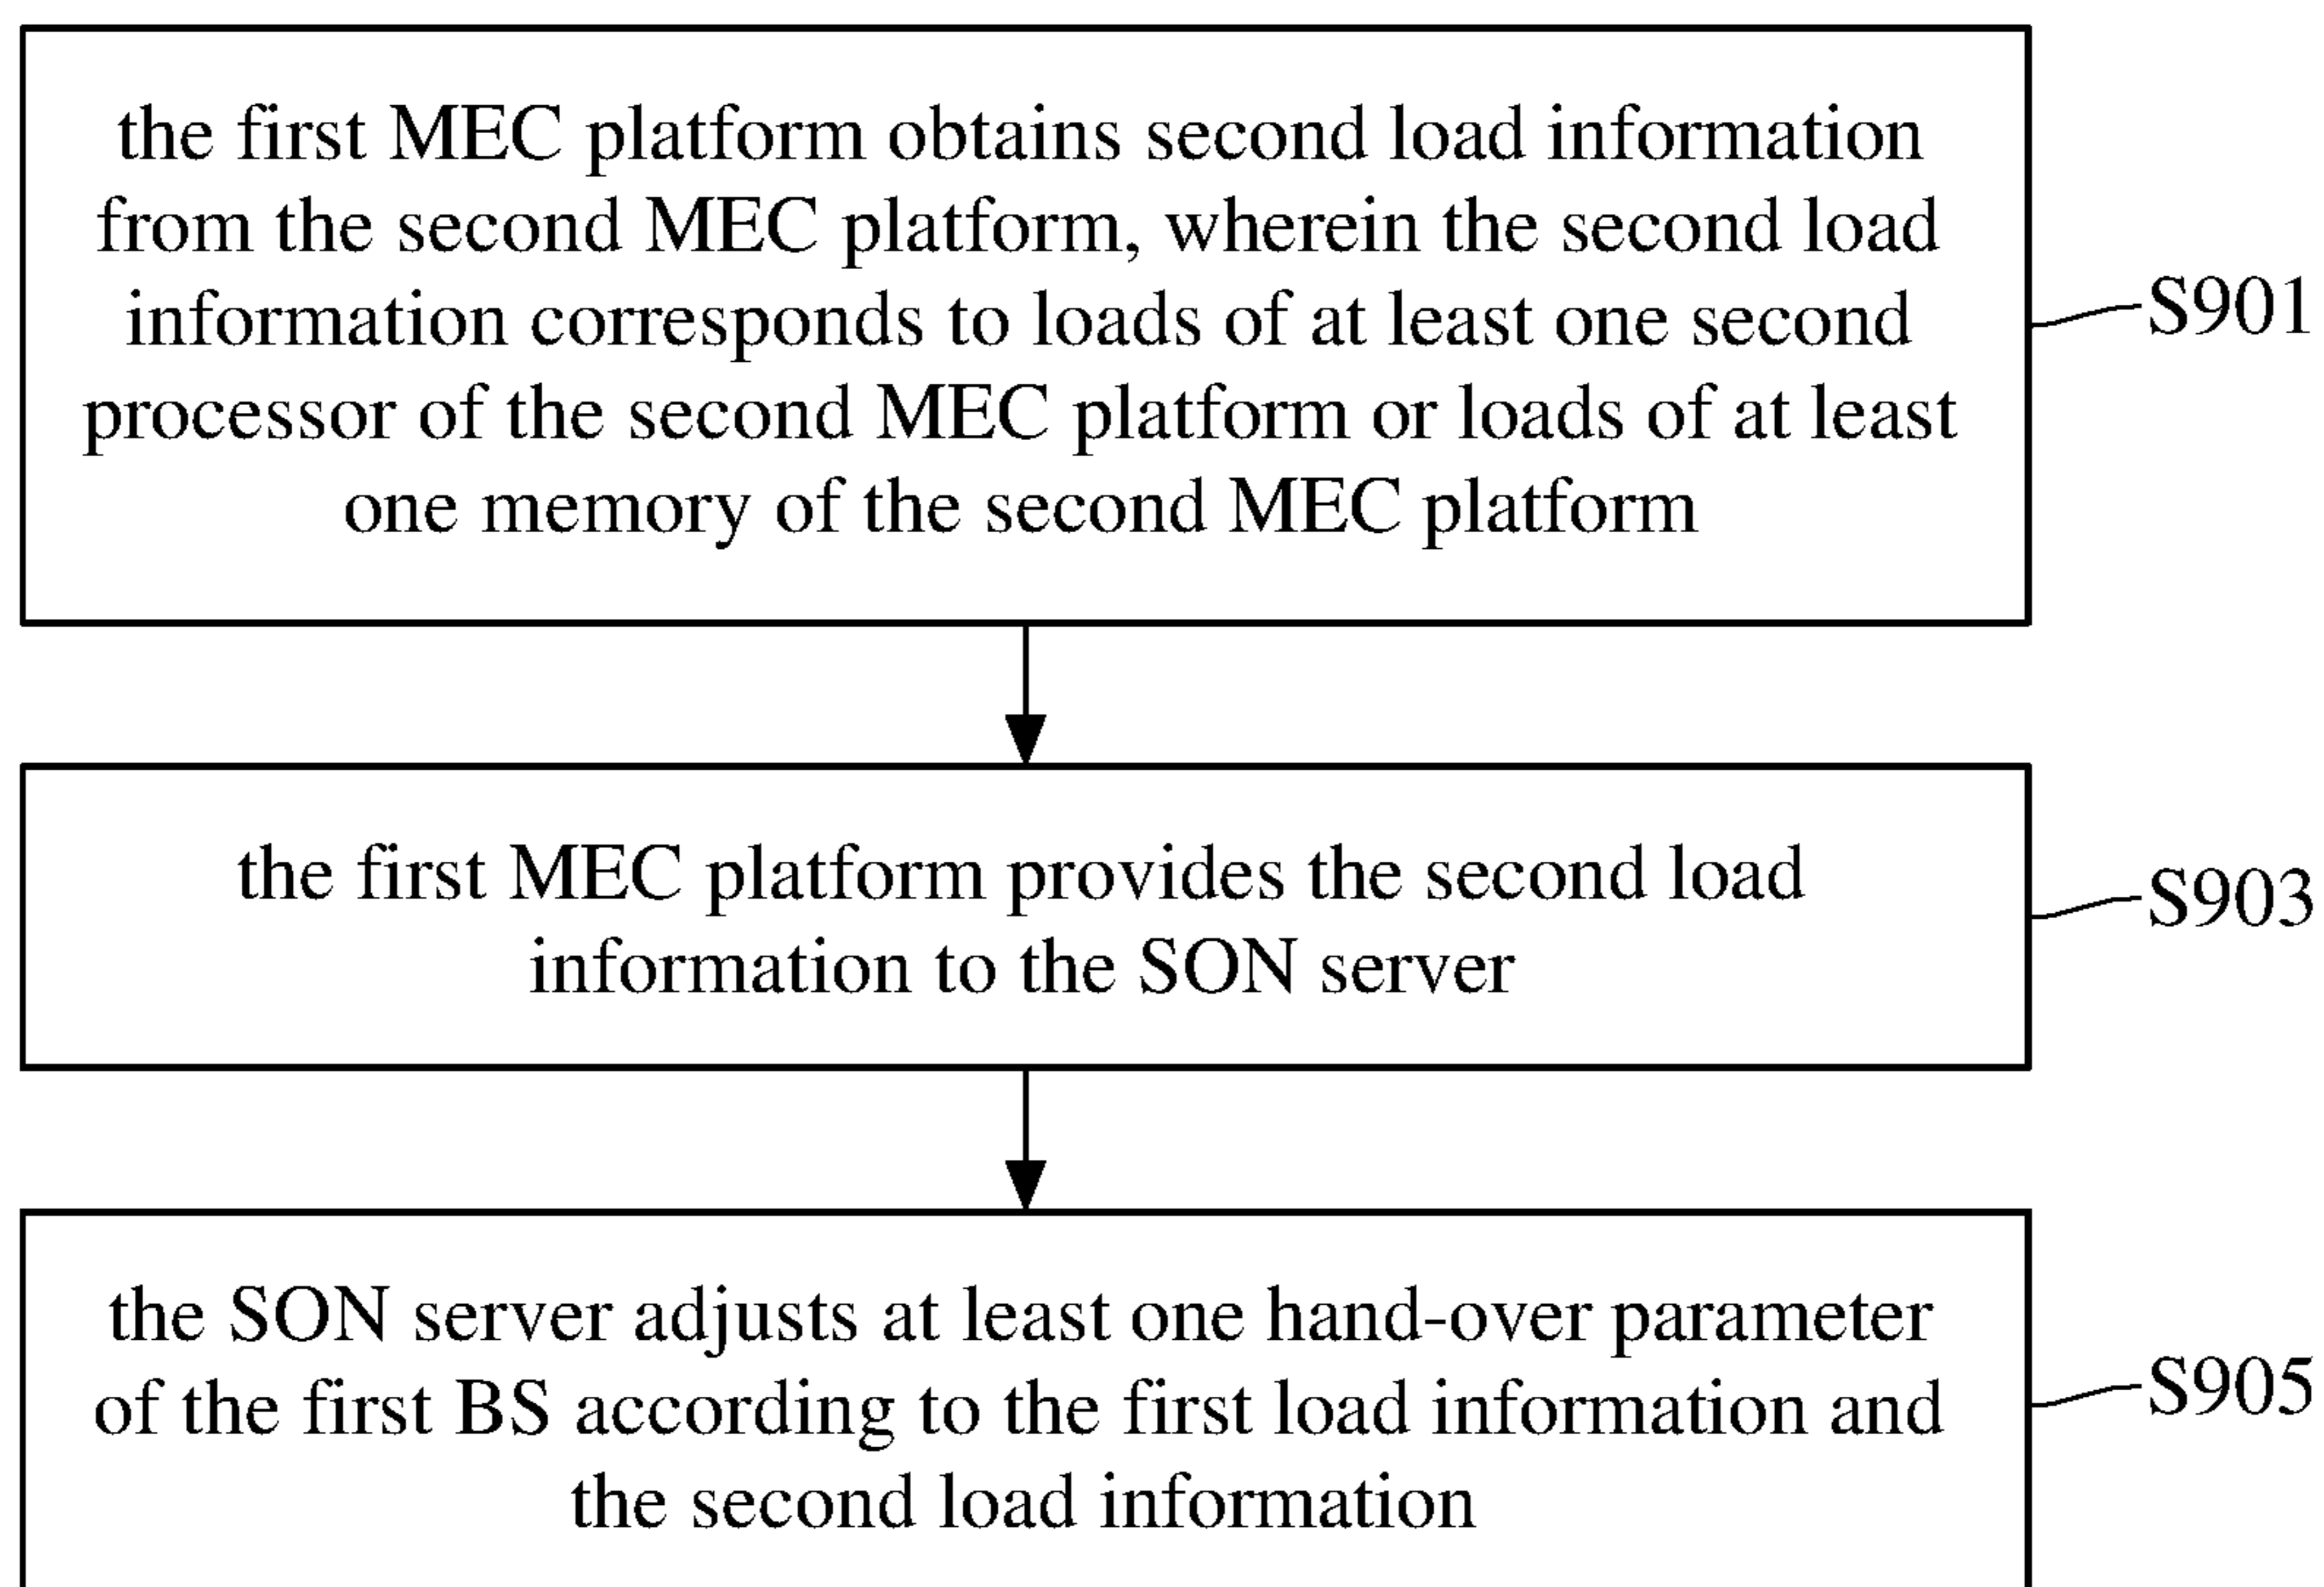 the first MEC platform obtains second load information
from the second MEC platform, wherein the second load
information corresponds to loads of at least one second
processor of the second MEC platform or loads of at least
one memory of the second MEC platform
S901
the first MEC platform provides the second load
information to the SON server
S903
the SON server adjusts at least one hand-over parameter
of the first BS according to the first load information and
the second load information
S905